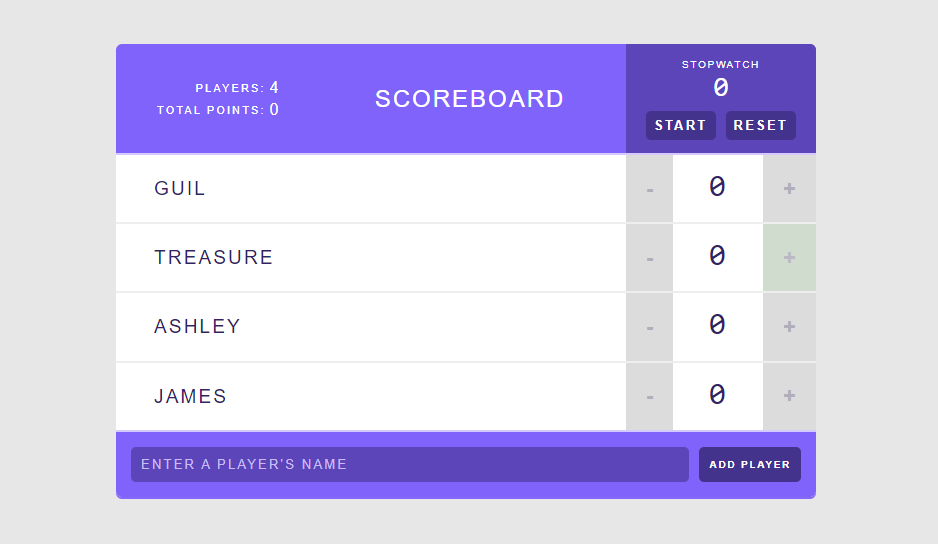 PLAYERS: 4
TOTAL POINTS: 0
SCOREBOARD
STOPWATCH
0
START RESET
GUIL - 0 +
TREASURE - 0 +
ASHLEY - 0 +
JAMES - 0 +
ENTER A PLAYER'S NAME ADD PLAYER